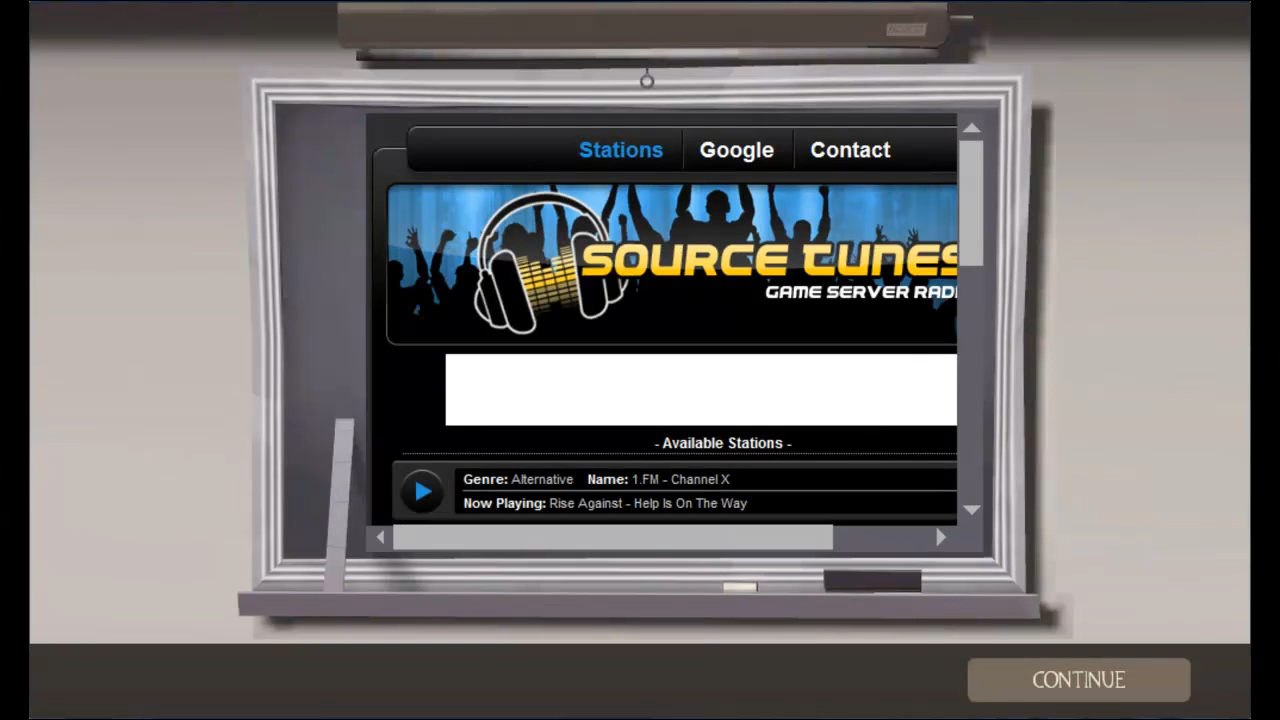 Stations Google Contact
SOURCE TUNES
GAME SERVER RADI
- Available Stations -
Genre: Alternative Name: 1.FM - Channel X
Now Playing: Rise Against - Help Is On The Way
CONTINUE